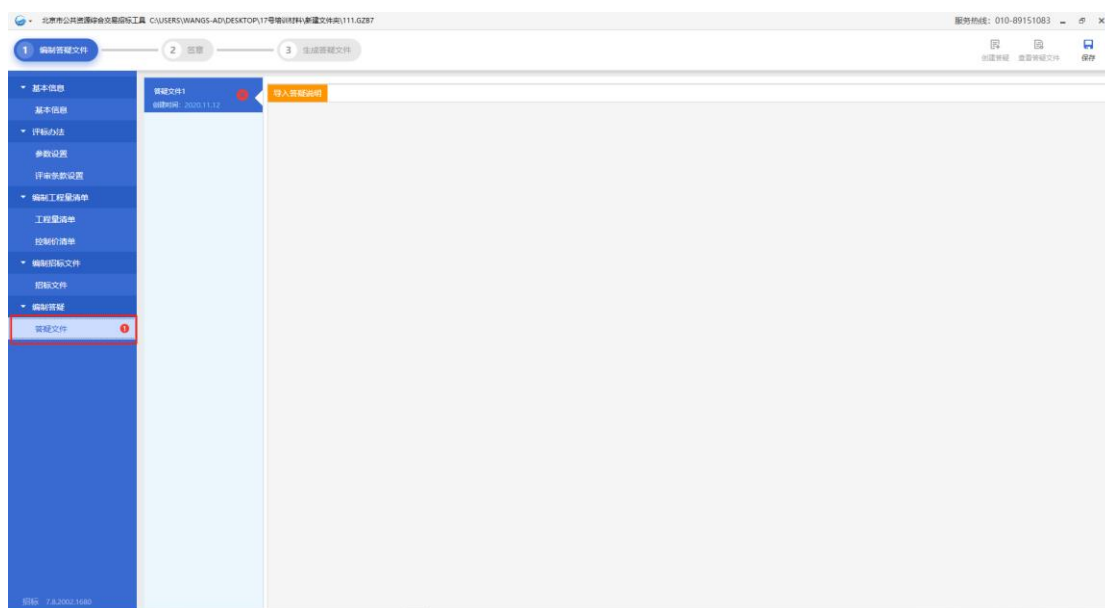 北京市公共资源综合交易招标工具 C:\USERS\WANGS-AD\DESKTOP\17号培训材料\新建文件夹\111.GZB7
服务热线：010-89151083
1 编制答疑文件
2 签章
3 生成答疑文件
创建答疑 查看答疑文件 保存
基本信息
基本信息
评标办法
参数设置
评审条款设置
编制工程量清单
工程量清单
控制价清单
编制招标文件
招标文件
编制答疑
答疑文件 1
答疑文件1
创建时间：2020.11.12
导入答疑说明
招标: 7.8.2002.1680